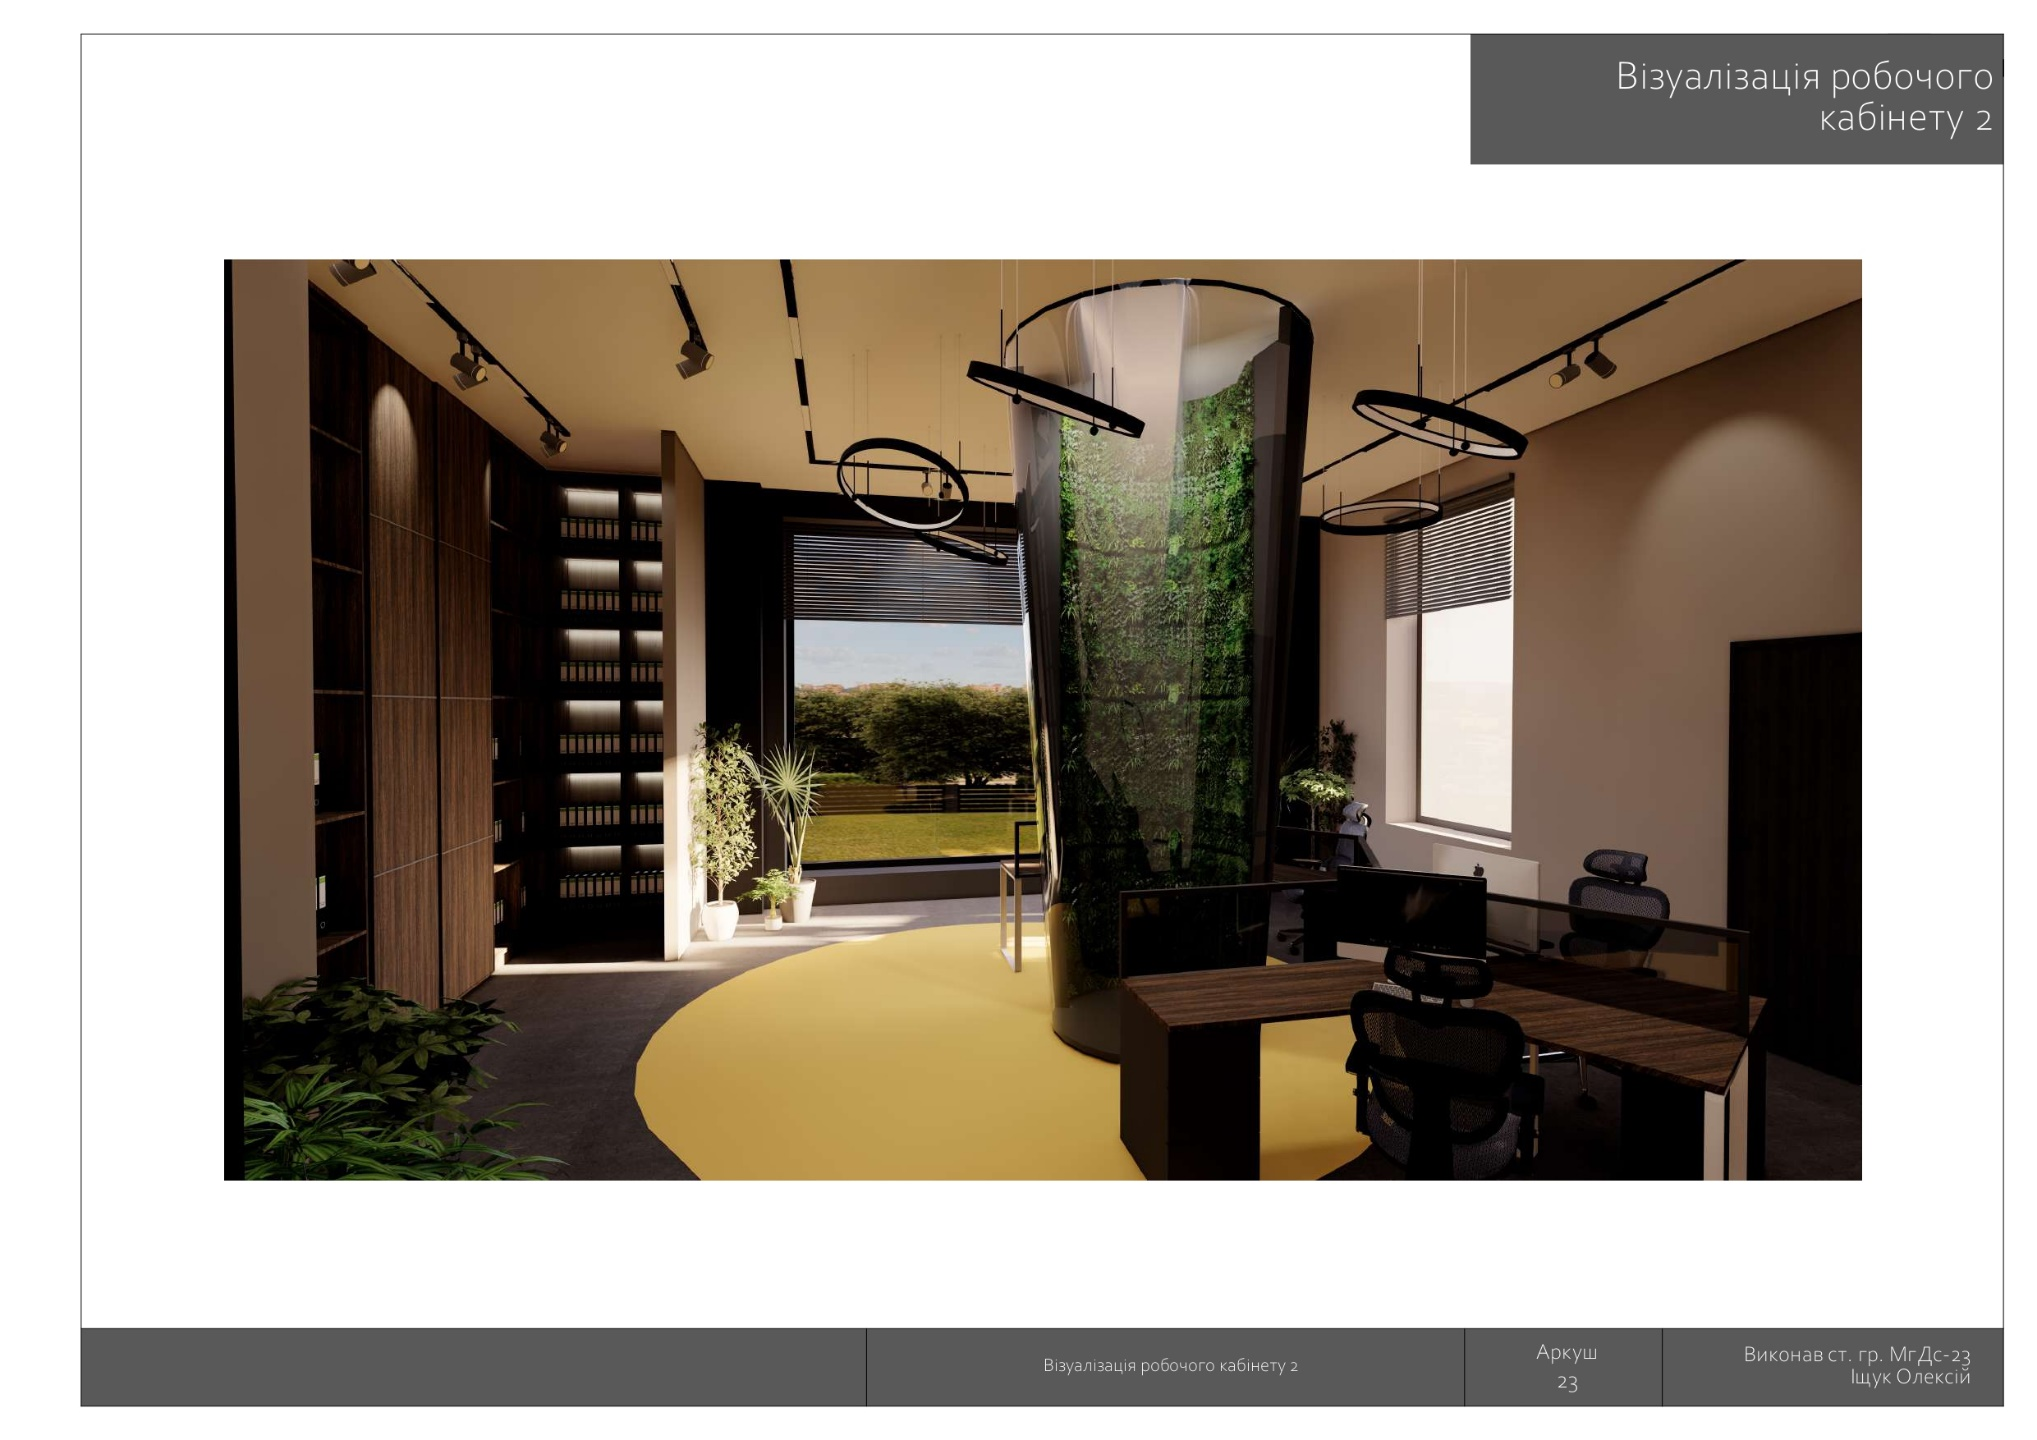 Візуалізація робочого
кабінету 2
Візуалізація робочого кабінету 2
Аркуш
23
Виконав ст. гр. МгДс-23
Іщук Олексій